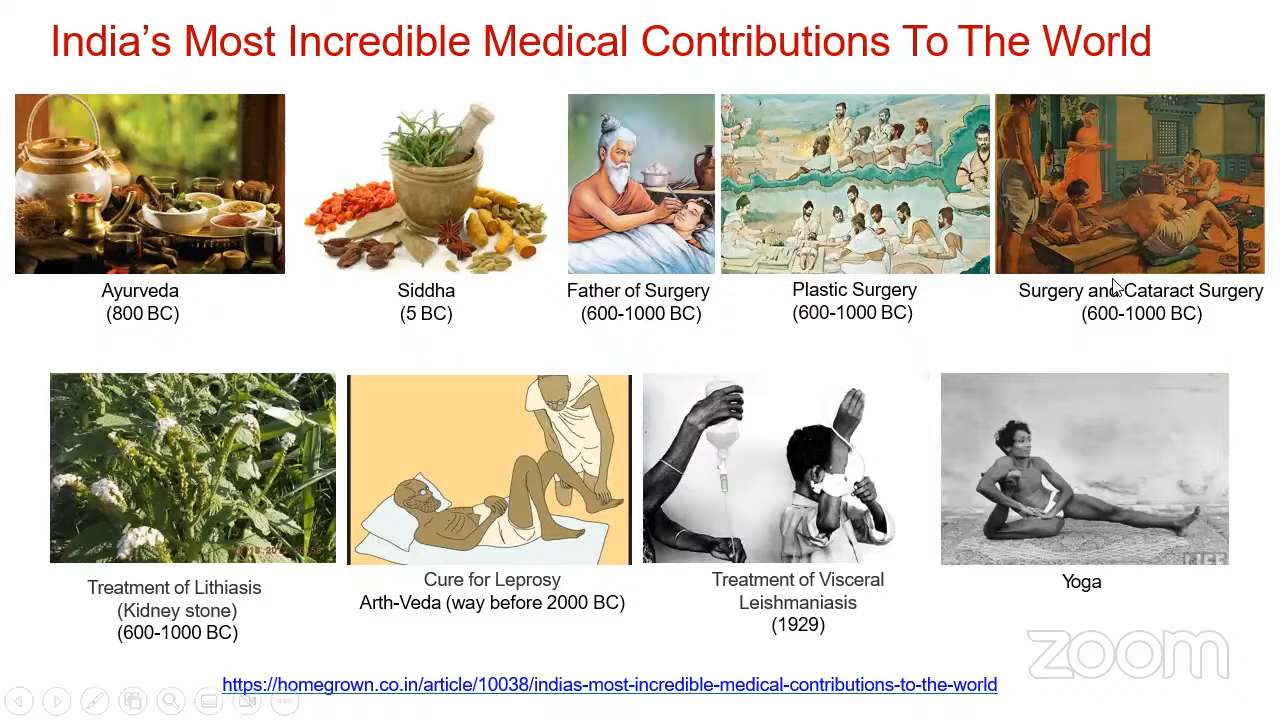 India's Most Incredible Medical Contributions To The World
Ayurveda
(800 BC)
Siddha
(5 BC)
Father of Surgery
(600-1000 BC)
Plastic Surgery
(600-1000 BC)
Surgery and Cataract Surgery
(600-1000 BC)
Treatment of Lithiasis
(Kidney stone)
(600-1000 BC)
Cure for Leprosy
Arth-Veda (way before 2000 BC)
Treatment of Visceral
Leishmaniasis
(1929)
LIFE
Yoga
zoom
https://homegrown.co.in/article/10038/indias-most-incredible-medical-contributions-to-the-world